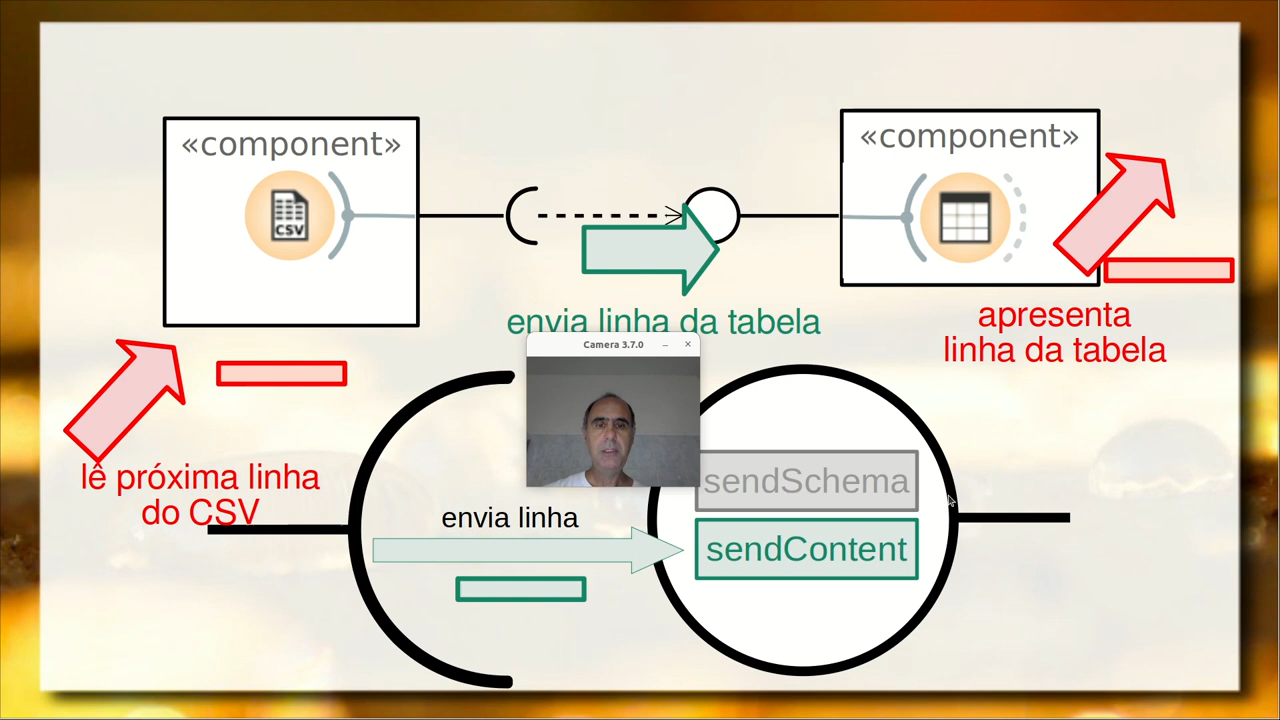 «component»
CSV
«component»
envia linha da tabela
apresenta
linha da tabela
Camera 3.7.0
lê próxima linha
do CSV
sendSchema
envia linha
sendContent